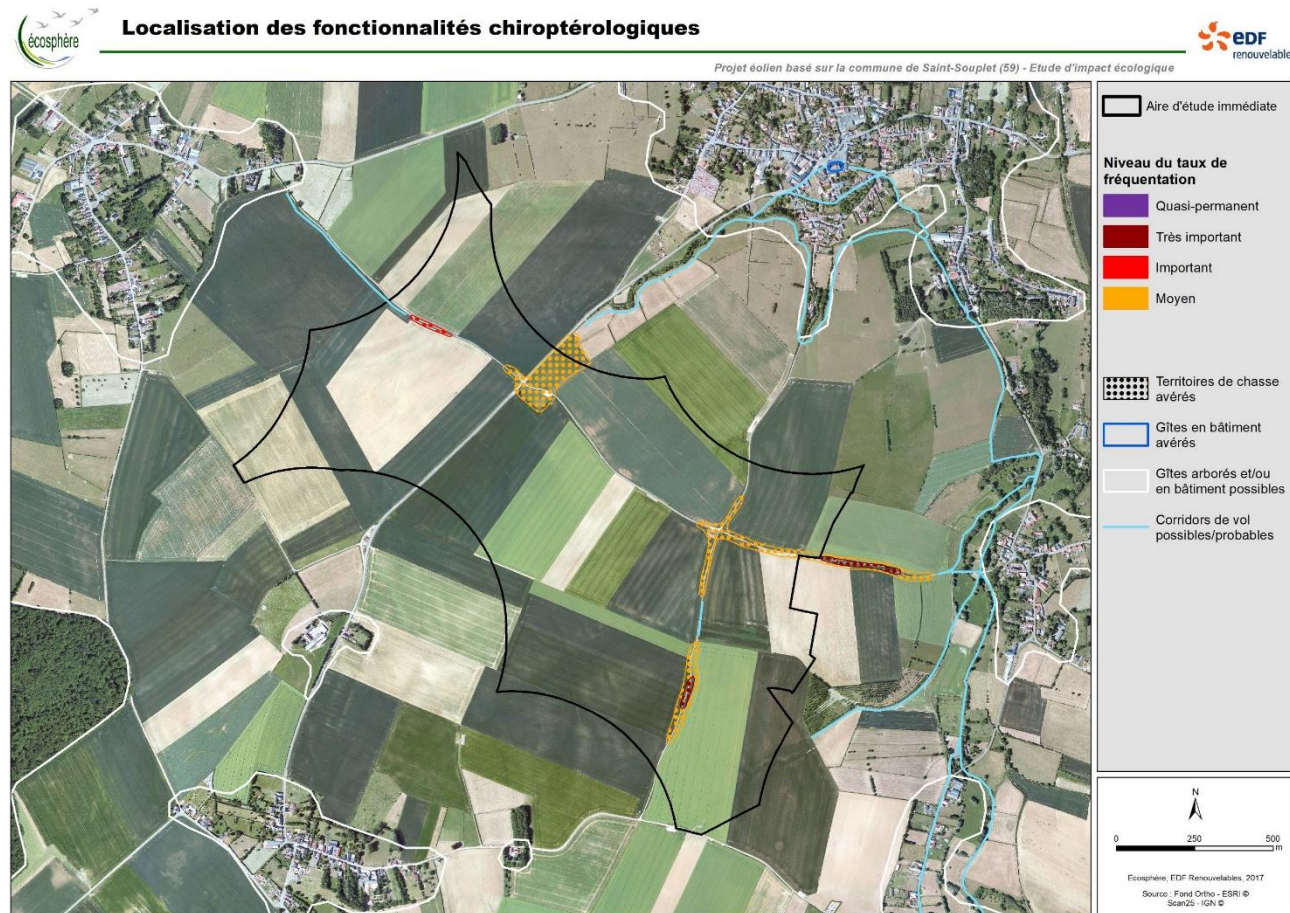 écosphère
Localisation des fonctionnalités chiroptérologiques
eDF
renouvelables
Projet éolien basé sur la commune de Saint-Souplet (59) - Etude d'impact écologique
Aire d'étude immédiate
Niveau du taux de
fréquentation
Quasi-permanent
Très important
Important
Moyen
Territoires de chasse
avérés
Gîtes en bâtiment
avérés
Gîtes arborés et/ou
en bâtiment possibles
Corridors de vol
possibles/probables
N
0 250 500
m
Ecosphère, EDF Renouvelables, 2017
Source : Fond Ortho - ESRI ©
Scan25 - IGN ©